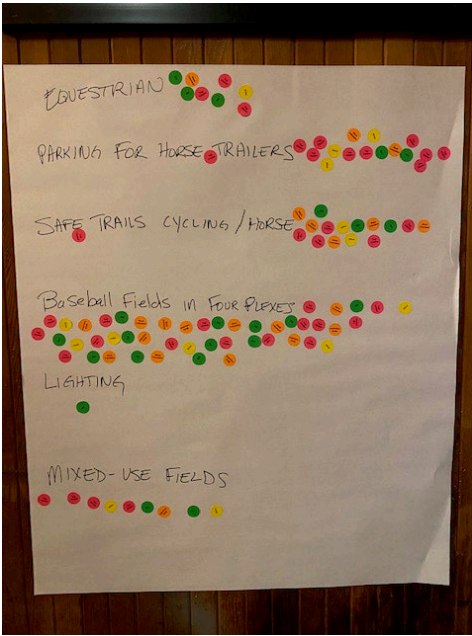 EQUESTRIAN
PARKING FOR HORSE TRAILERS
SAFE TRAILS CYCLING/HORSE
Baseball Fields in Four Plexes
LIGHTING
MIXED-USE FIELDS